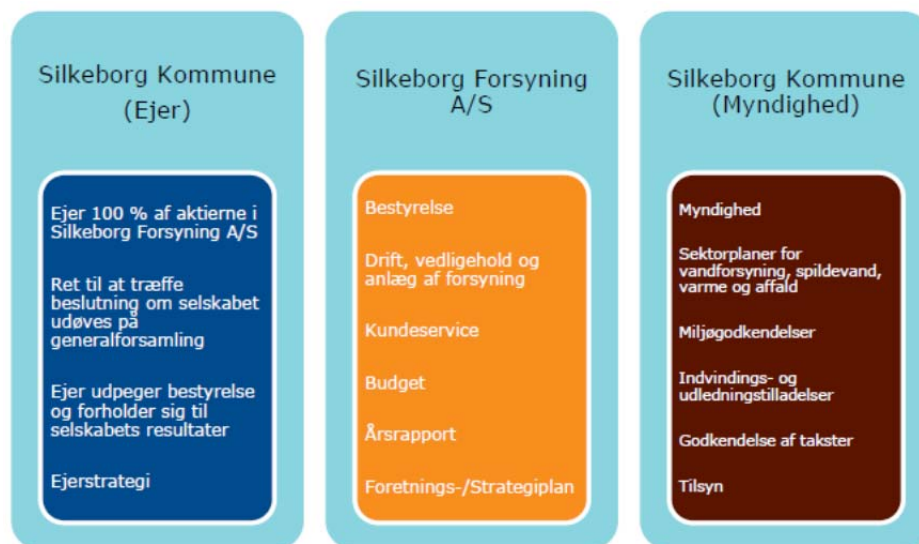 Silkeborg Kommune
(Ejer)
Ejer 100 % af aktierne i
Silkeborg Forsyning A/S
Ret til at træffe
beslutning om selskabet
udøves på
generalforsamling
Ejer udpeger bestyrelse
og forholder sig til
selskabets resultater
Ejerstrategi
Silkeborg Forsyning
A/S
Bestyrelse
Drift, vedligehold og
anlæg af forsyning
Kundeservice
Budget
Årsrapport
Foretnings-/Strategiplan
Silkeborg Kommune
(Myndighed)
Myndighed
Sektorplaner for
vandforsyning, spildevand,
varme og affald
Miljøgodkendelser
Indvindings- og
udledningstilladelser
Godkendelse af takster
Tilsyn